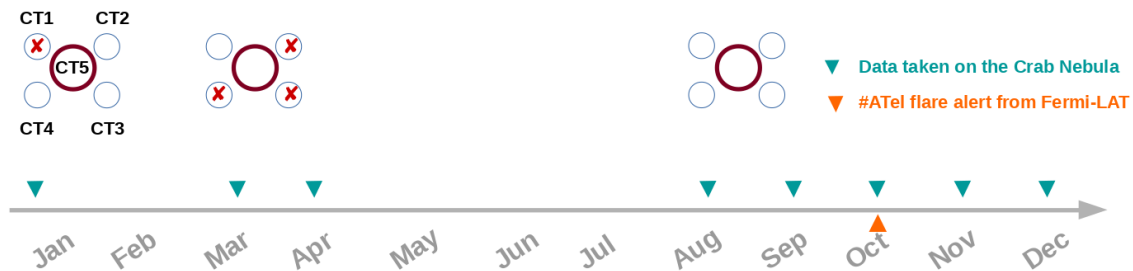 CT1 CT2
CT5
CT4 CT3
Data taken on the Crab Nebula
#ATel flare alert from Fermi-LAT
Jan Feb Mar Apr May Jun Jul Aug Sep Oct Nov Dec